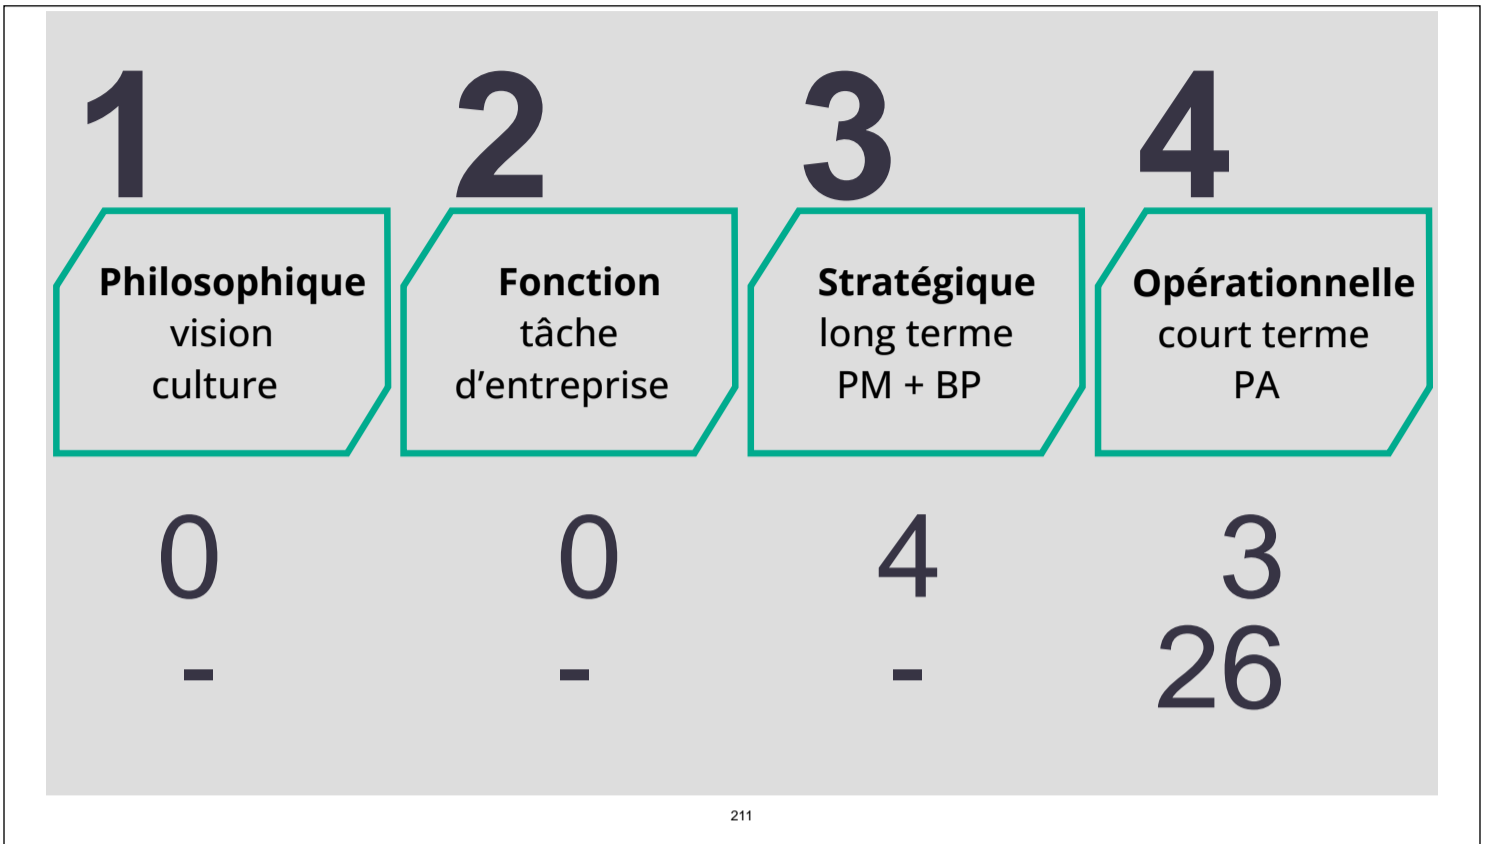 1 2 3 4
Philosophique
vision
culture
Fonction
tâche
d’entreprise
Stratégique
long terme
PM + BP
Opérationnelle
court terme
PA
0 0 4 3
- - - 26
211